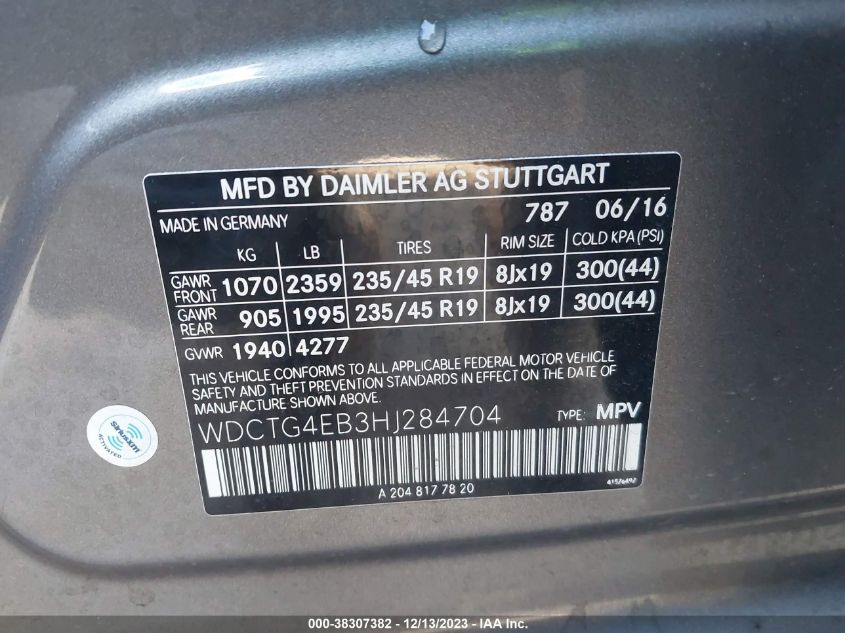 MFD BY DAIMLER AG STUTTGART
MADE IN GERMANY 787 06/16
KG LB TIRES RIM SIZE COLD KPA(PSI)
GAWR FRONT 1070 2359 235/45 R19 8Jx19 300(44)
GAWR REAR 905 1995 235/45 R19 8Jx19 300(44)
GVWR 1940 4277
THIS VEHICLE CONFORMS TO ALL APPLICABLE FEDERAL MOTOR VEHICLE
SAFETY AND THEFT PREVENTION STANDARDS IN EFFECT ON THE DATE OF
MANUFACTURE SHOWN ABOVE.
WDCTG4EB3HJ284704 TYPE: MPV
A 204 817 78 20
siriusxm
ACTIVATED
000-38307382 - 12/13/2023 - IAA Inc.